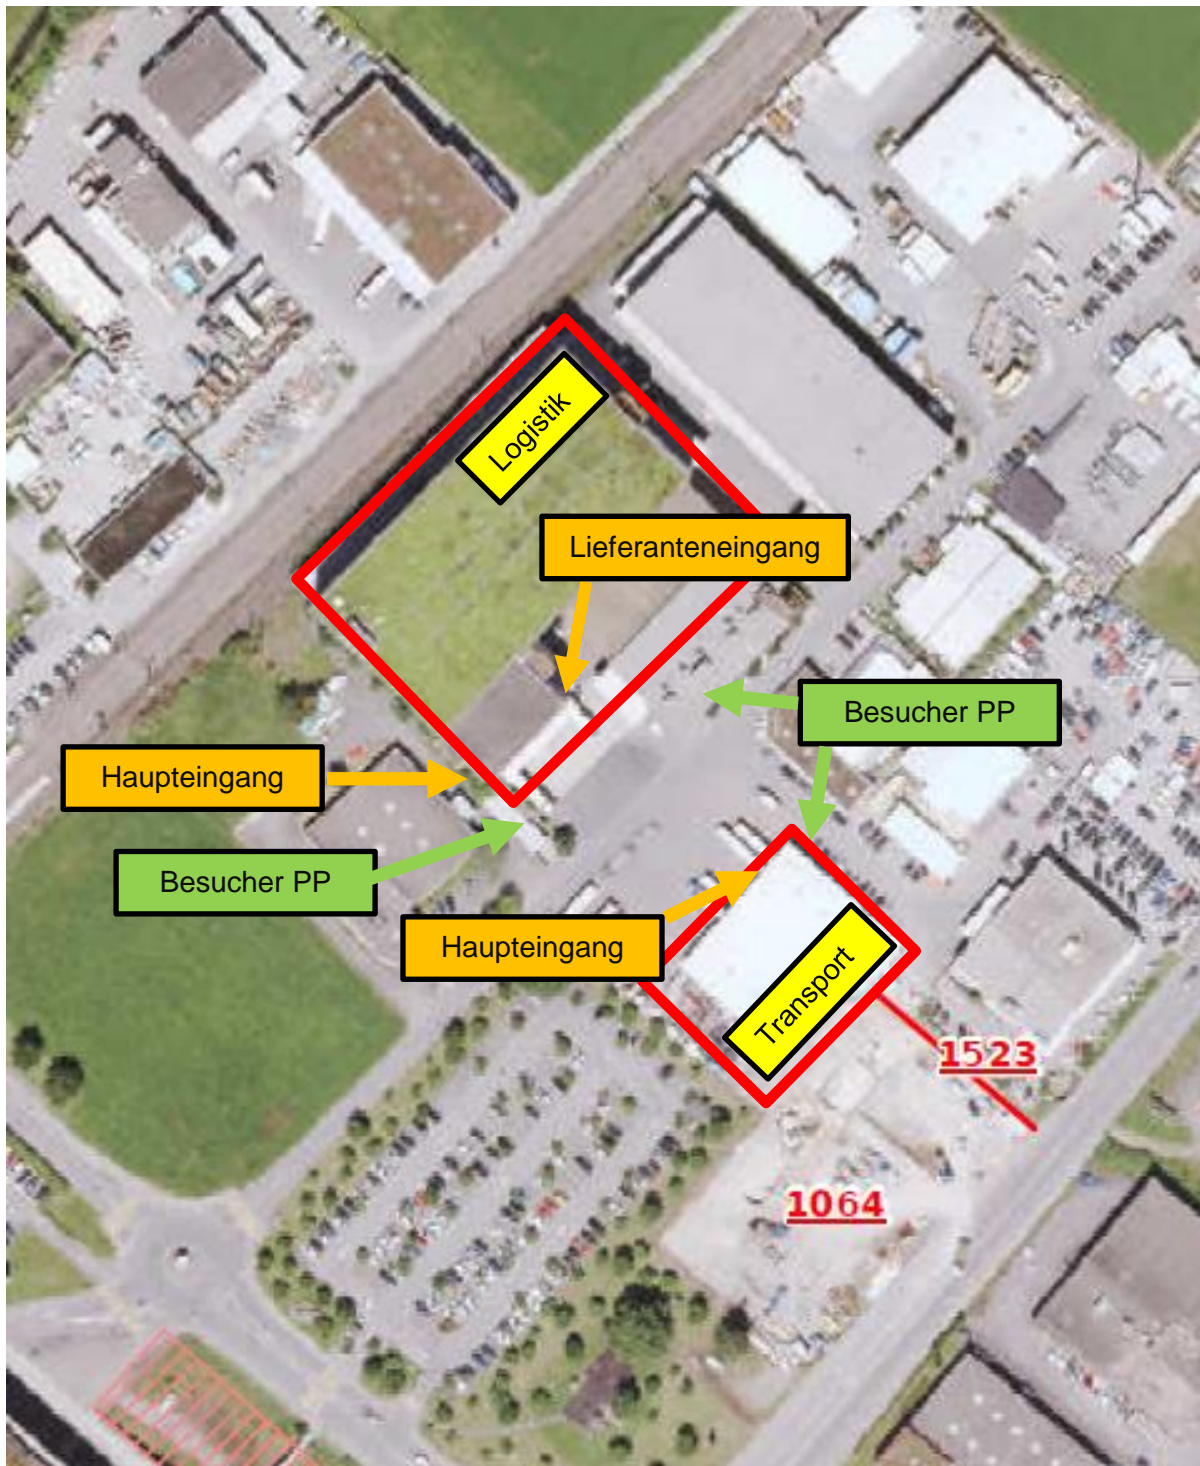 Logistik
Lieferanteneingang
Besucher PP
Haupteingang
Besucher PP
Haupteingang
Transport
1523
1064